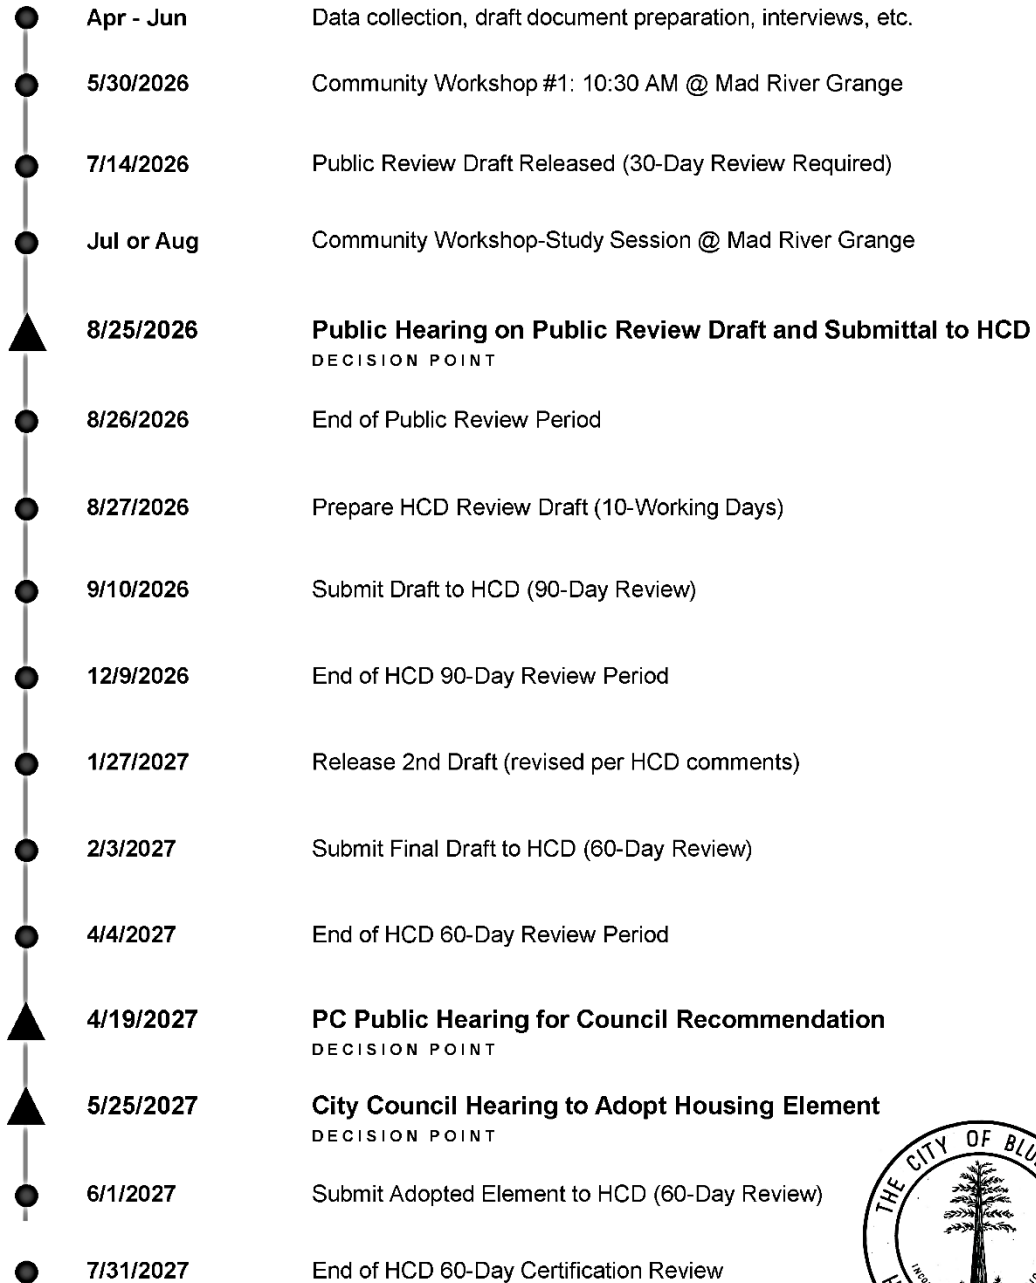 Apr - Jun Data collection, draft document preparation, interviews, etc.
5/30/2026 Community Workshop #1: 10:30 AM @ Mad River Grange
7/14/2026 Public Review Draft Released (30-Day Review Required)
Jul or Aug Community Workshop-Study Session @ Mad River Grange
8/25/2026 Public Hearing on Public Review Draft and Submittal to HCD
DECISION POINT
8/26/2026 End of Public Review Period
8/27/2026 Prepare HCD Review Draft (10-Working Days)
9/10/2026 Submit Draft to HCD (90-Day Review)
12/9/2026 End of HCD 90-Day Review Period
1/27/2027 Release 2nd Draft (revised per HCD comments)
2/3/2027 Submit Final Draft to HCD (60-Day Review)
4/4/2027 End of HCD 60-Day Review Period
4/19/2027 PC Public Hearing for Council Recommendation
DECISION POINT
5/25/2027 City Council Hearing to Adopt Housing Element
DECISION POINT
6/1/2027 Submit Adopted Element to HCD (60-Day Review)
7/31/2027 End of HCD 60-Day Certification Review
THE CITY OF